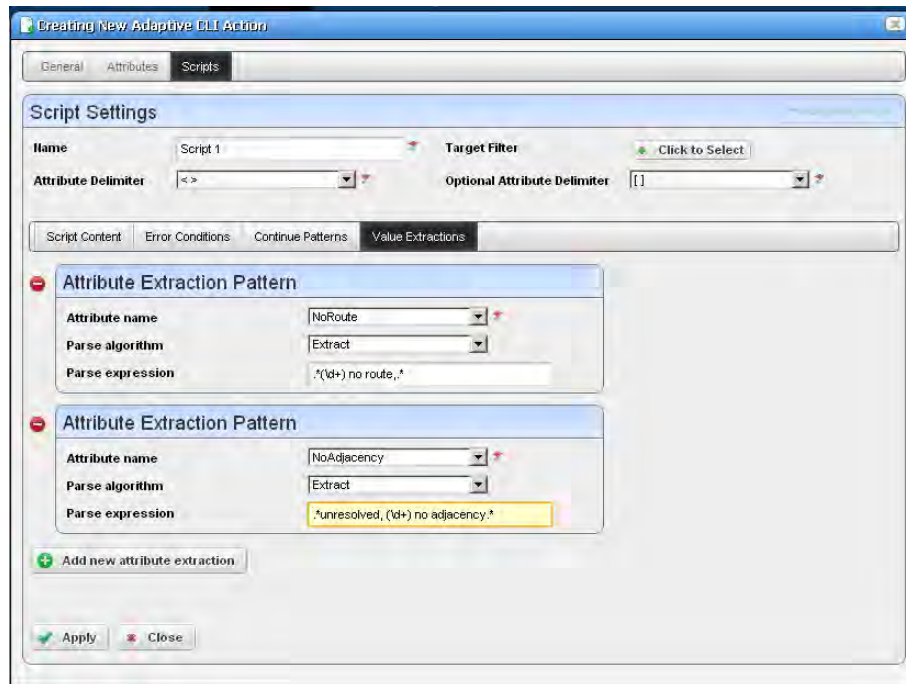 Creating New Adaptive CLI Action
General Attributes Scripts
Script Settings
Name Script 1 Target Filter Click to Select
Attribute Delimiter <> Optional Attribute Delimiter []
Script Content Error Conditions Continue Patterns Value Extractions
Attribute Extraction Pattern
Attribute name NoRoute
Parse algorithm Extract
Parse expression .*(\d+) no route,.*
Attribute Extraction Pattern
Attribute name NoAdjacency
Parse algorithm Extract
Parse expression .*unresolved, (\d+) no adjacency.*
Add new attribute extraction
Apply Close